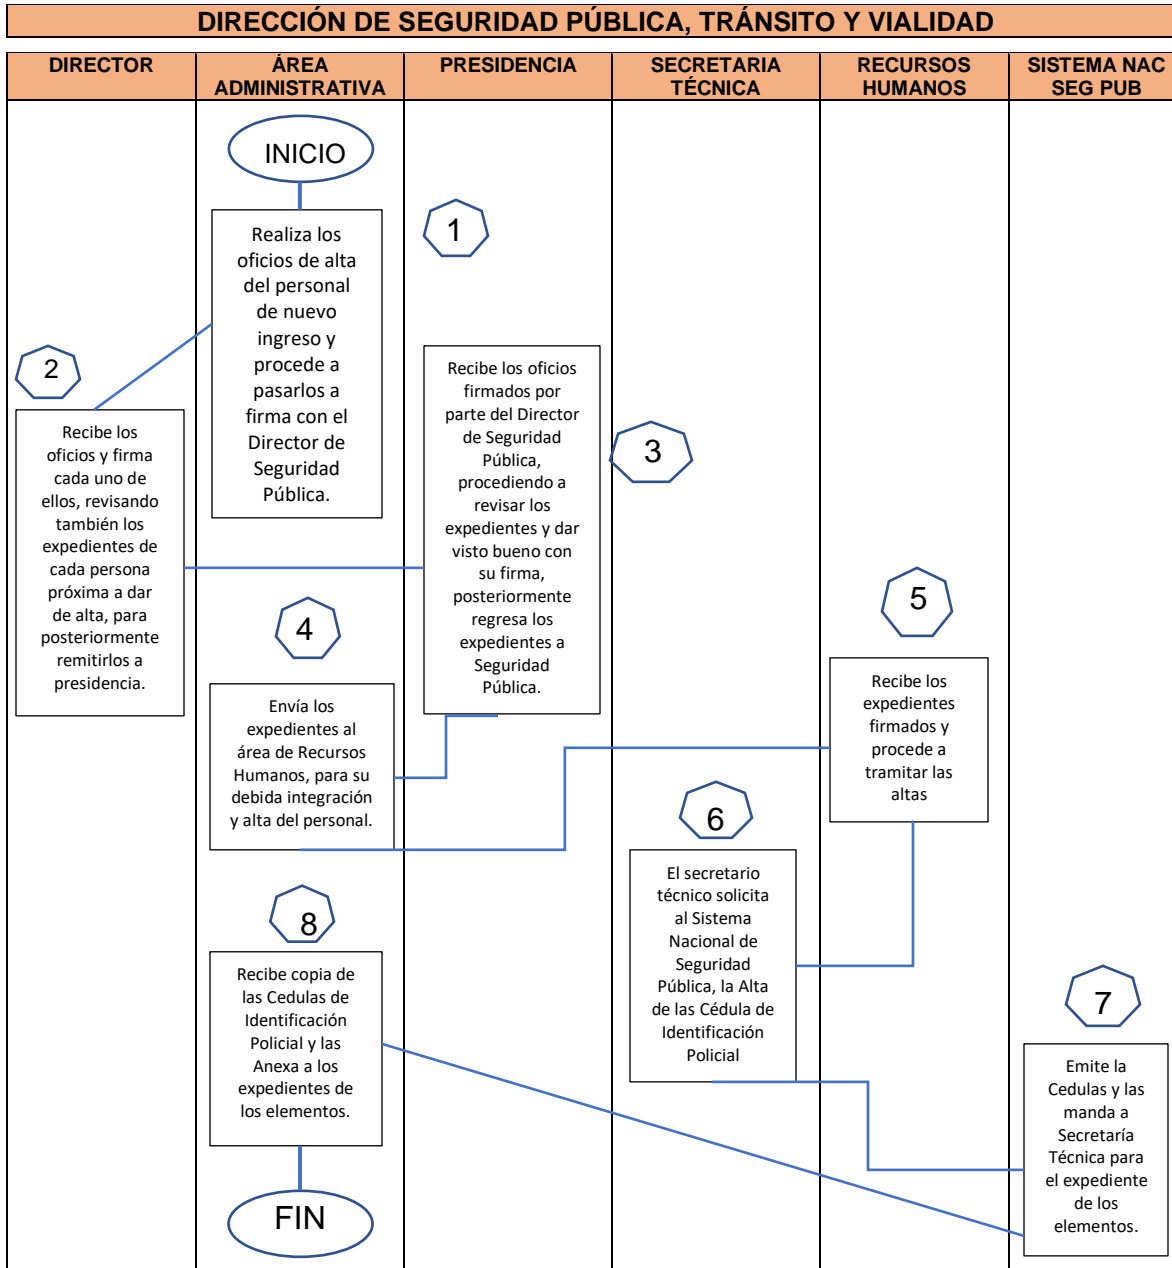 DIRECCIÓN DE SEGURIDAD PÚBLICA, TRÁNSITO Y VIALIDAD
DIRECTOR
ÁREA
ADMINISTRATIVA
PRESIDENCIA
SECRETARIA
TÉCNICA
RECURSOS
HUMANOS
SISTEMA NAC
SEG PUB
INICIO
1
Realiza los
oficios de alta
del personal
de nuevo
ingreso y
procede a
pasarlos a
firma con el
Director de
Seguridad
Pública.
2
Recibe los
oficios y firma
cada uno de
ellos, revisando
también los
expedientes de
cada persona
próxima a dar
de alta, para
posteriormente
remitirlos a
presidencia.
3
Recibe los oficios
firmados por
parte del Director
de Seguridad
Pública,
procediendo a
revisar los
expedientes y dar
visto bueno con
su firma,
posteriormente
regresa los
expedientes a
Seguridad
Pública.
4
Envía los
expedientes al
área de Recursos
Humanos, para su
debida integración
y alta del personal.
5
Recibe los
expedientes
firmados y
procede a
tramitar las
altas
6
El secretario
técnico solicita
al Sistema
Nacional de
Seguridad
Pública, la Alta
de las Cédula de
Identificación
Policial
7
Emite la
Cedulas y las
manda a
Secretaría
Técnica para
el expediente
de los
elementos.
8
Recibe copia de
las Cedulas de
Identificación
Policial y las
Anexa a los
expedientes de
los elementos.
FIN